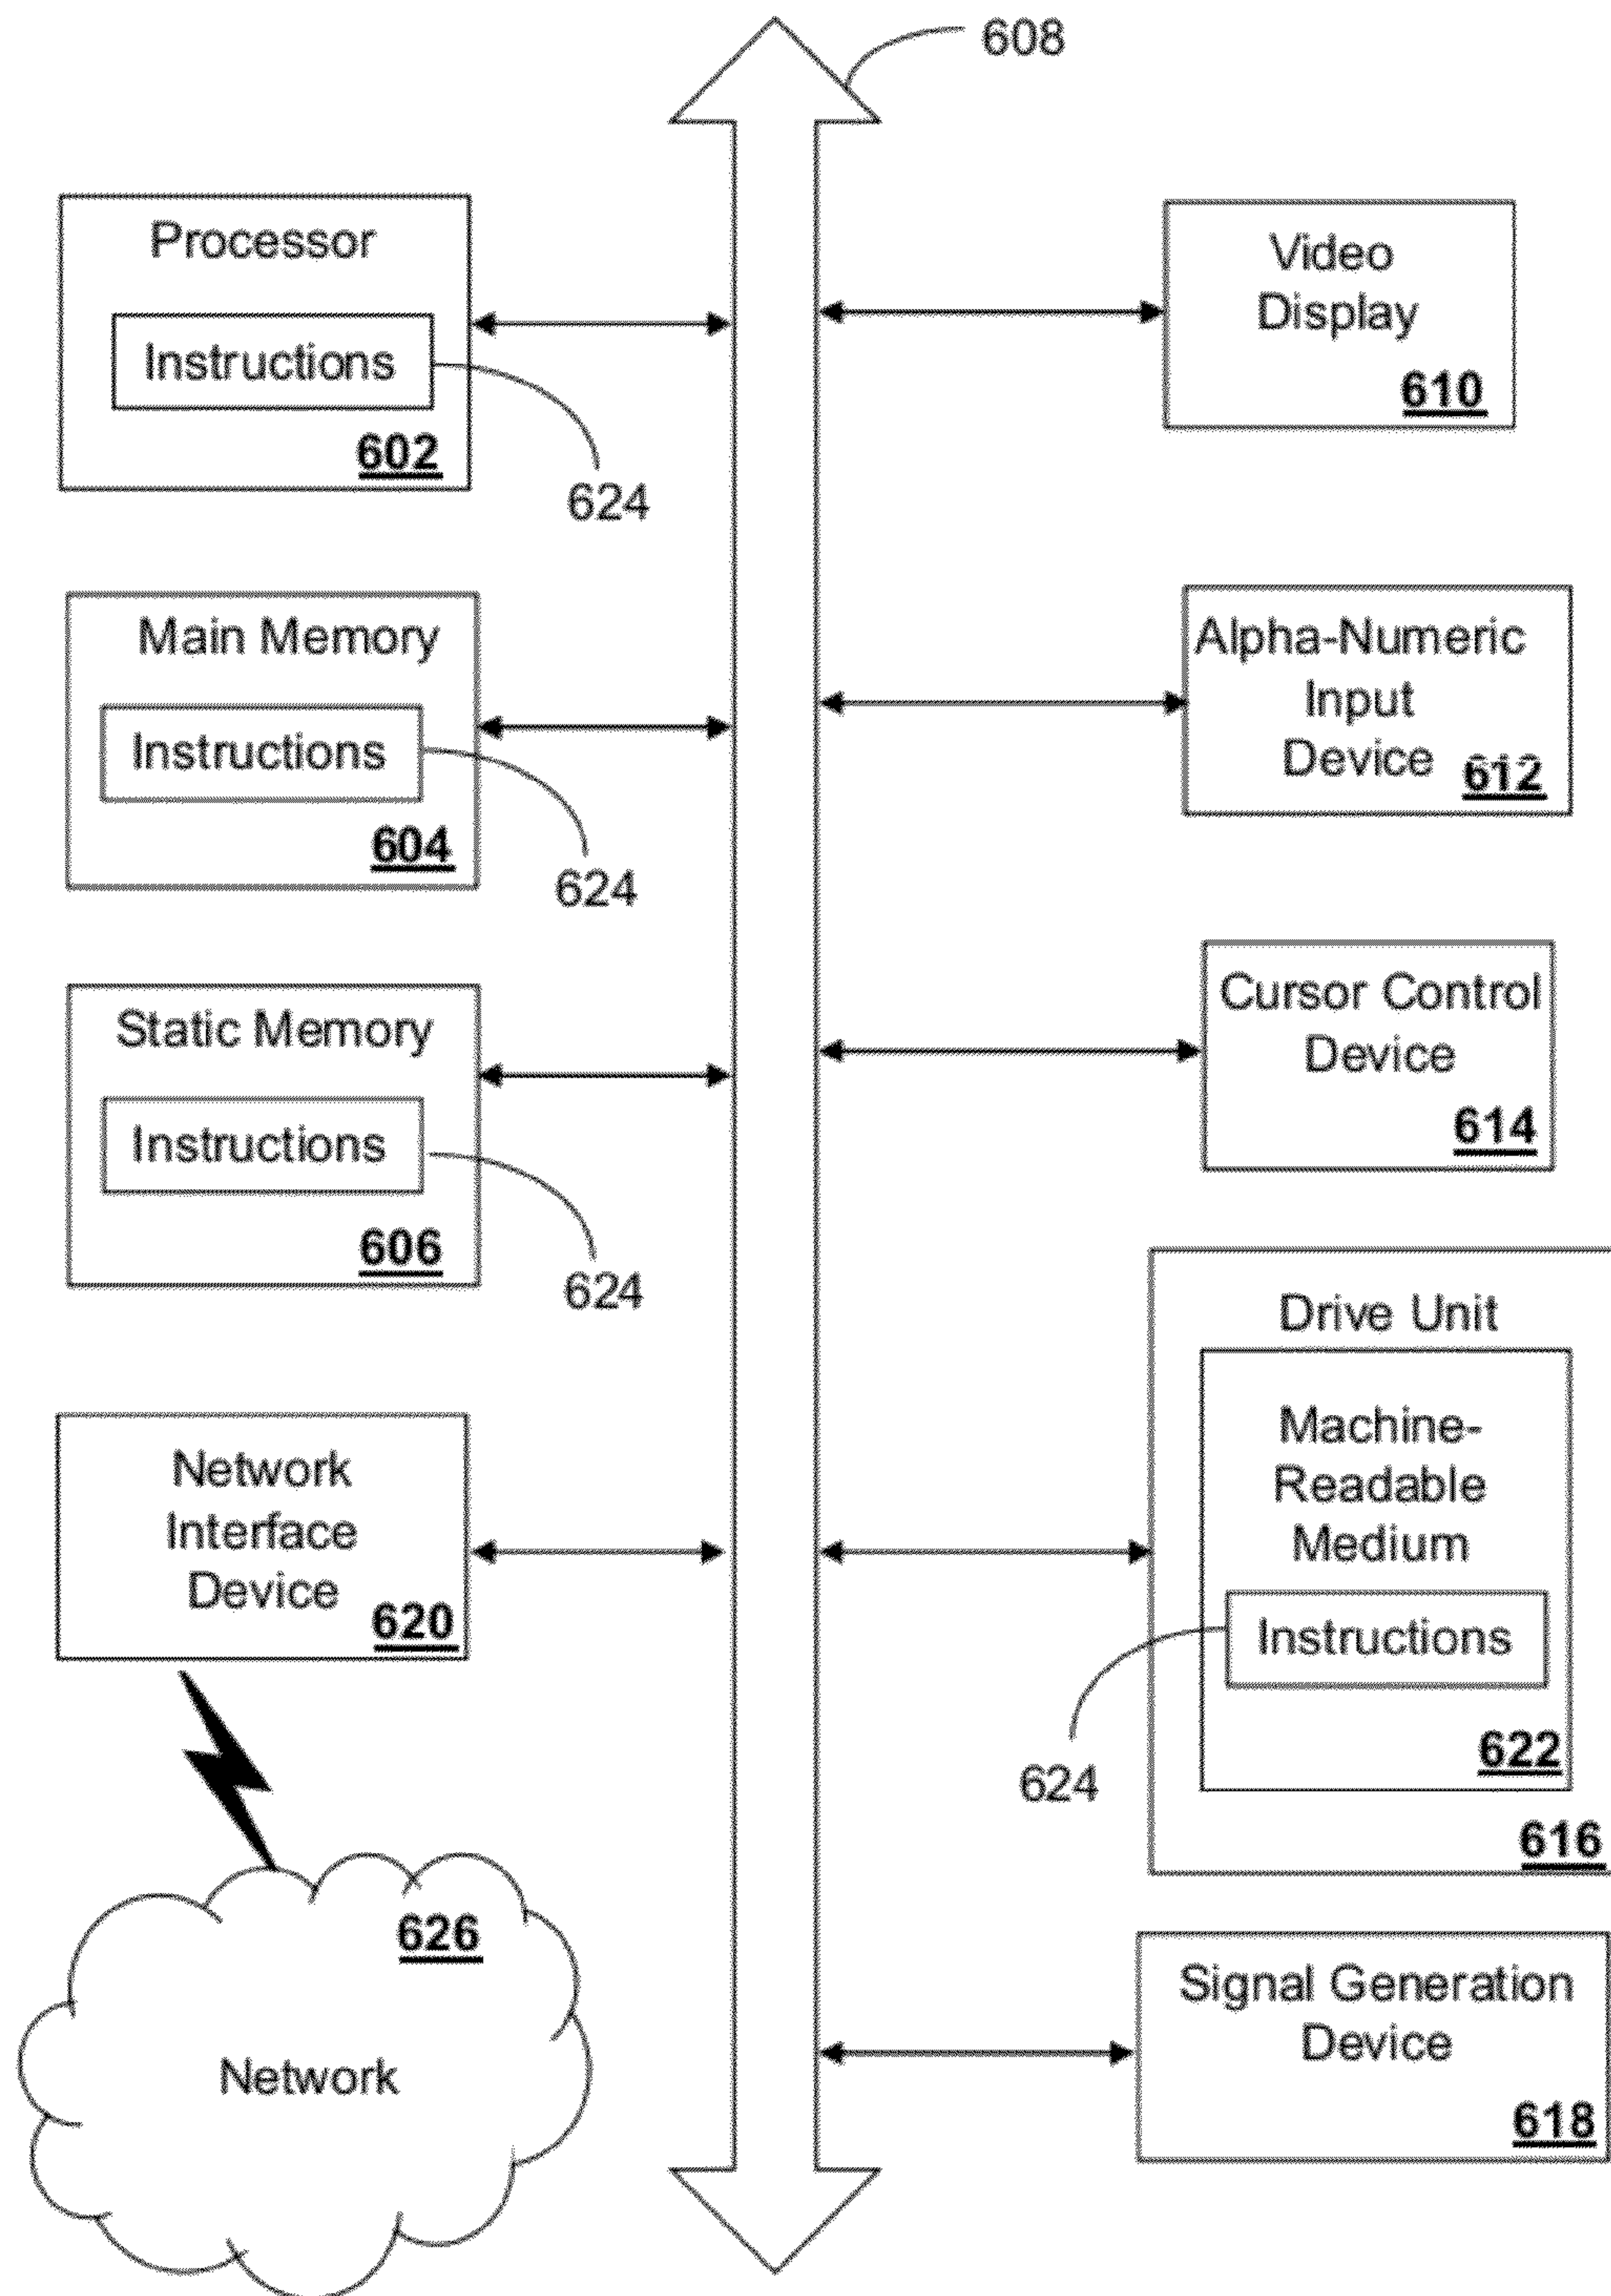 608
Processor
Instructions
602
624
Main Memory
Instructions
604
624
Static Memory
Instructions
606
624
Network
Interface
Device
620
626
Network
Video
Display
610
Alpha-Numeric
Input
Device
612
Cursor Control
Device
614
Drive Unit
Machine-
Readable
Medium
Instructions
624
622
616
Signal Generation
Device
618